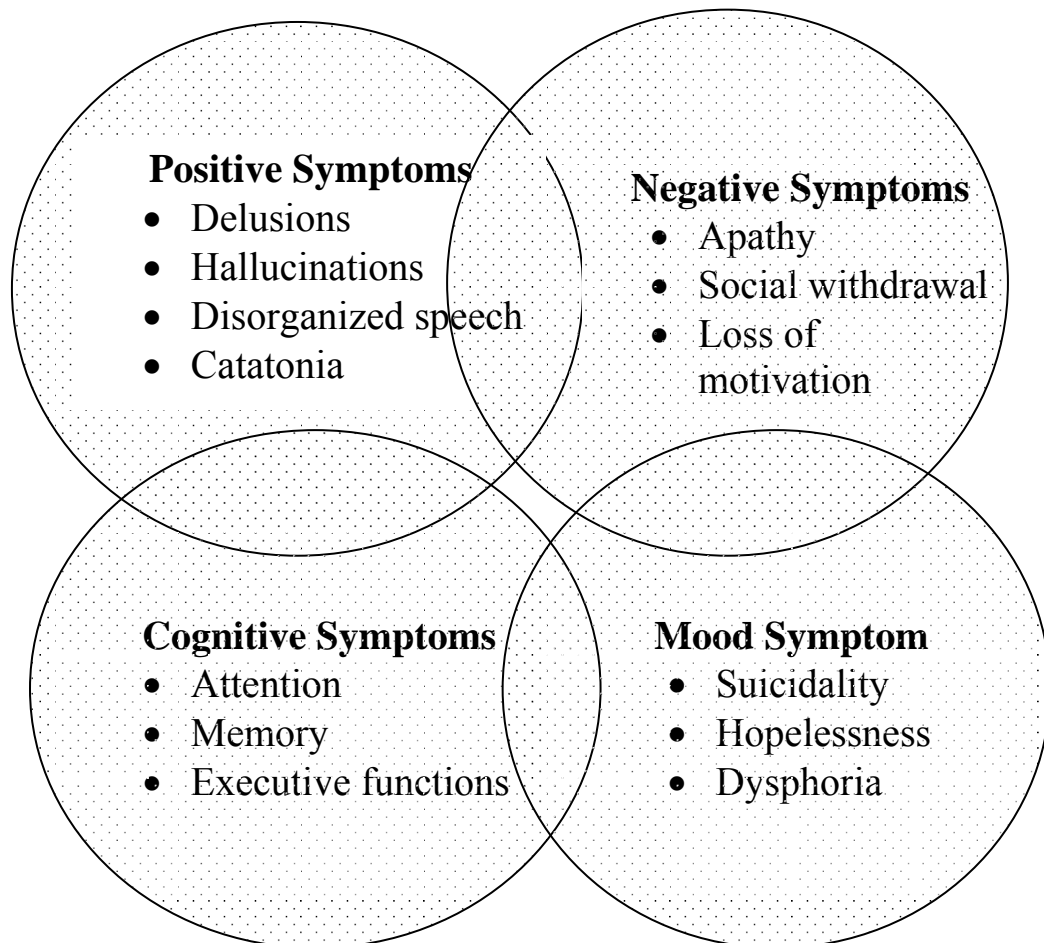 Positive Symptoms
• Delusions
• Hallucinations
• Disorganized speech
• Catatonia
Negative Symptoms
• Apathy
• Social withdrawal
• Loss of
motivation
Cognitive Symptoms
• Attention
• Memory
• Executive functions
Mood Symptom
• Suicidality
• Hopelessness
• Dysphoria